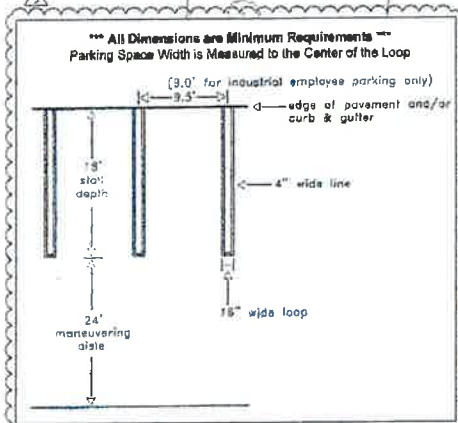 *** All Dimensions are Minimum Requirements ***
Parking Space Width is Measured to the Center of the Loop
(9.0' for industrial employee parking only)
9.5'
edge of pavement and/or
curb & gutter
18'
stall
depth
4" wide line
24'
maneuvering
aisle
16" wide loop